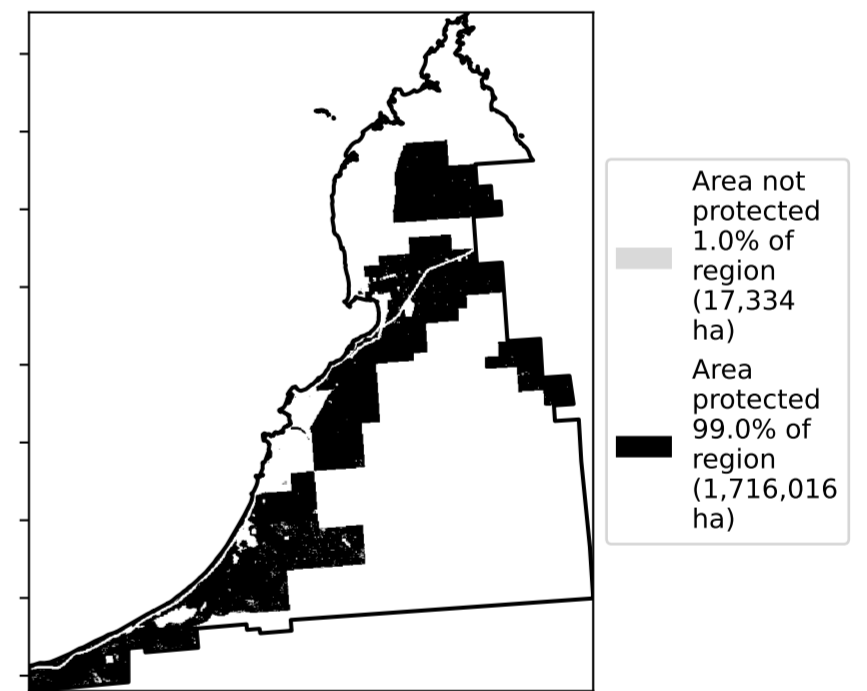 Area not
protected
1.0% of
region
(17,334
ha)
Area
protected
99.0% of
region
(1,716,016
ha)